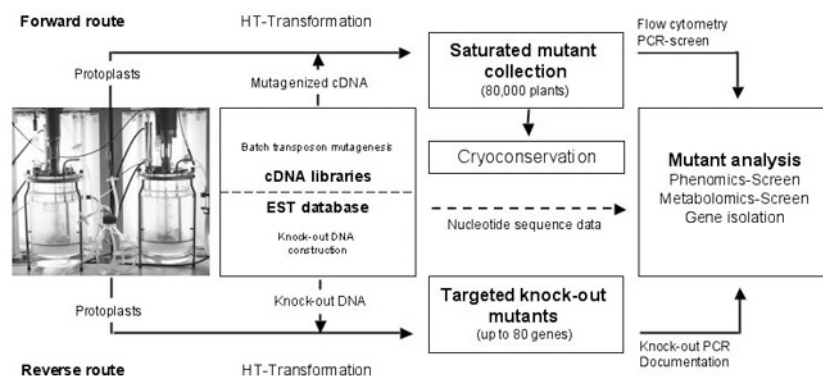 Forward route
HT-Transformation
Flow cytometry
PCR-screen
Protoplasts
Mutagenized cDNA
Saturated mutant
collection
(80,000 plants)
Batch transposon mutagenesis
cDNA libraries
EST database
Knock-out DNA
construction
Cryoconservation
Nucleotide sequence data
Mutant analysis
Phenomics-Screen
Metabolomics-Screen
Gene isolation
Protoplasts
Knock-out DNA
Targeted knock-out
mutants
(up to 80 genes)
Knock-out PCR
Documentation
Reverse route
HT-Transformation